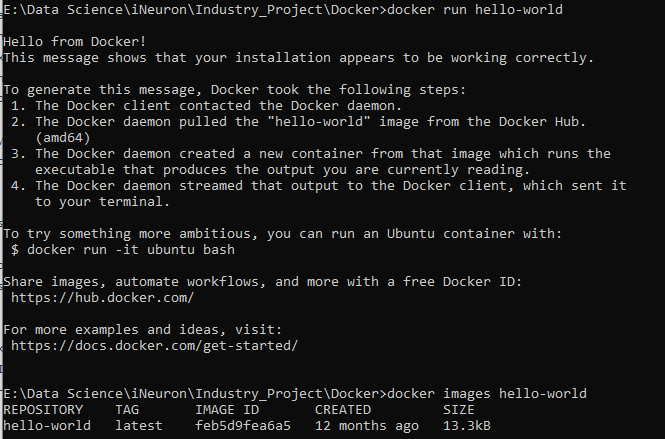 E:\Data Science\iNeuron\Industry_Project\Docker>docker run hello-world
Hello from Docker!
This message shows that your installation appears to be working correctly.
To generate this message, Docker took the following steps:
1. The Docker client contacted the Docker daemon.
2. The Docker daemon pulled the "hello-world" image from the Docker Hub.
(amd64)
3. The Docker daemon created a new container from that image which runs the
executable that produces the output you are currently reading.
4. The Docker daemon streamed that output to the Docker client, which sent it
to your terminal.
To try something more ambitious, you can run an Ubuntu container with:
$ docker run -it ubuntu bash
Share images, automate workflows, and more with a free Docker ID:
https://hub.docker.com/
For more examples and ideas, visit:
https://docs.docker.com/get-started/
E:\Data Science\iNeuron\Industry_Project\Docker>docker images hello-world
REPOSITORY TAG IMAGE ID CREATED SIZE
hello-world latest feb5d9fea6a5 12 months ago 13.3kB